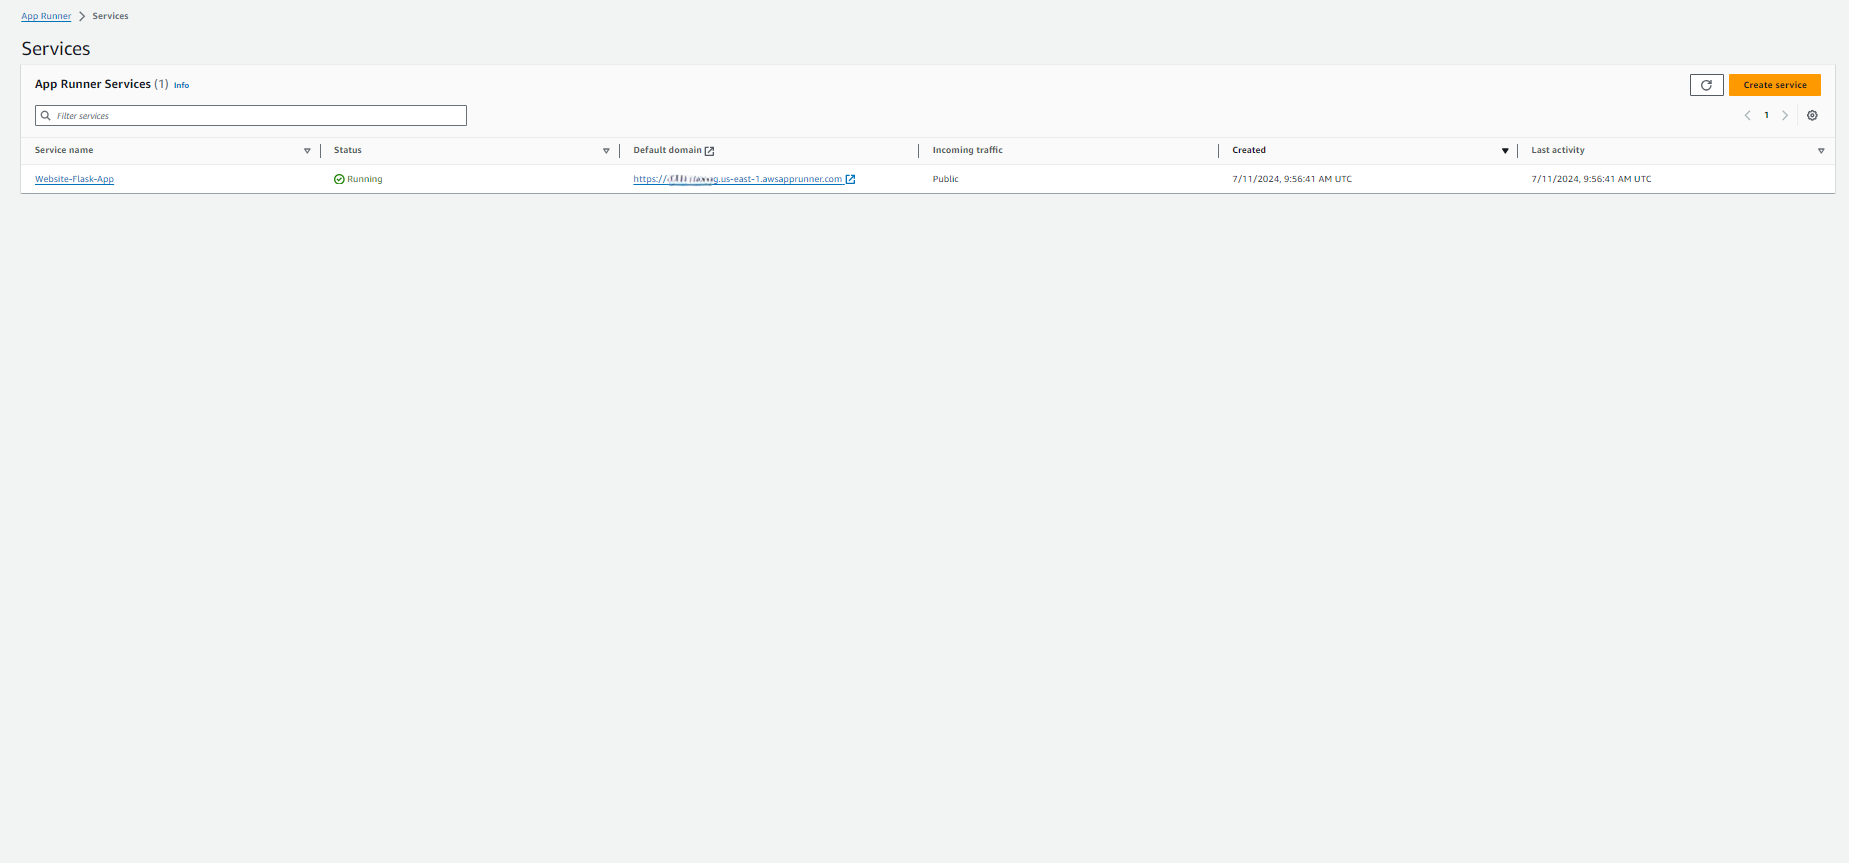 App Runner > Services
Services
App Runner Services (1) Info
Create service
Filter services
1
Service name Status Default domain Incoming traffic Created Last activity
Website-Flask-App Running https:// .us-east-1.awsapprunner.com Public 7/11/2024, 9:56:41 AM UTC 7/11/2024, 9:56:41 AM UTC